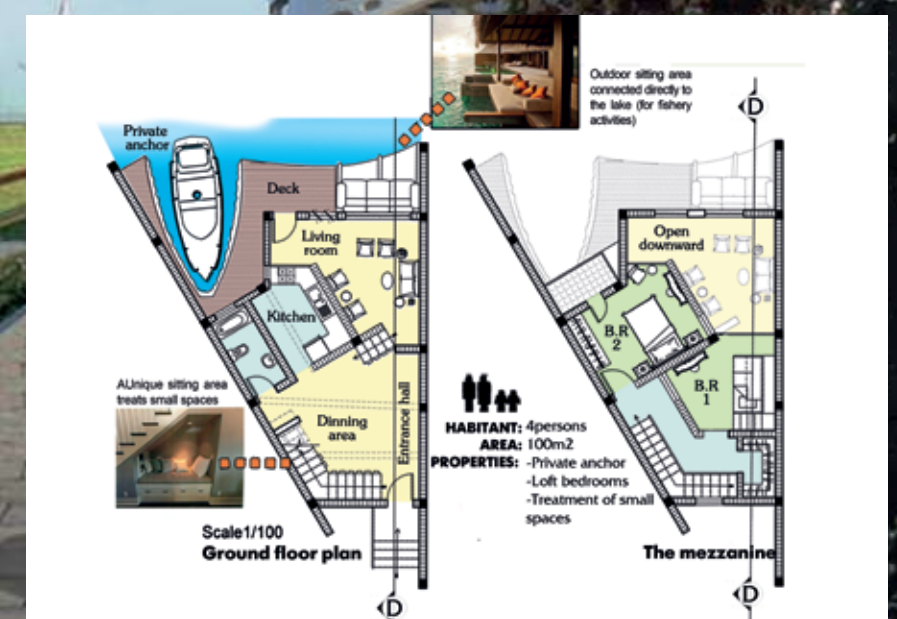 Outdoor sitting area
connected directly to
the lake (for fishery
activities)
D
Private
anchor
Deck
Living
room
Kitchen
Dinning
area
Entrance hall
AUnique sitting area
treats small spaces
Scale1/100
Ground floor plan
D
Open
downward
B.R
2
B.R
1
HABITANT: 4persons
AREA: 100m2
PROPERTIES: -Private anchor
-Loft bedrooms
-Treatment of small
spaces
The mezzanine
D